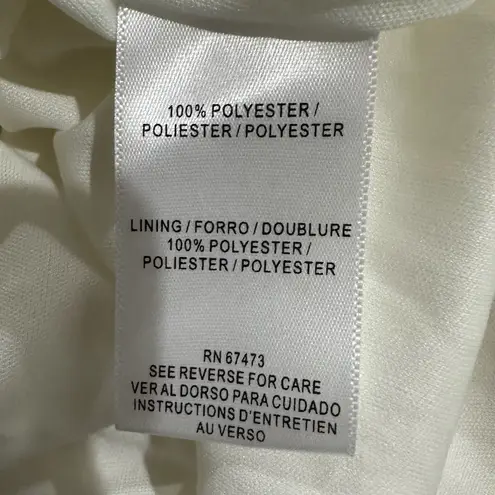 100% POLYESTER /
POLIESTER / POLYESTER
LINING / FORRO / DOUBLURE
100% POLYESTER /
POLIESTER / POLYESTER
RN 67473
SEE REVERSE FOR CARE
VER AL DORSO PARA CUIDADO
INSTRUCTIONS D'ENTRETIEN
AU VERSO